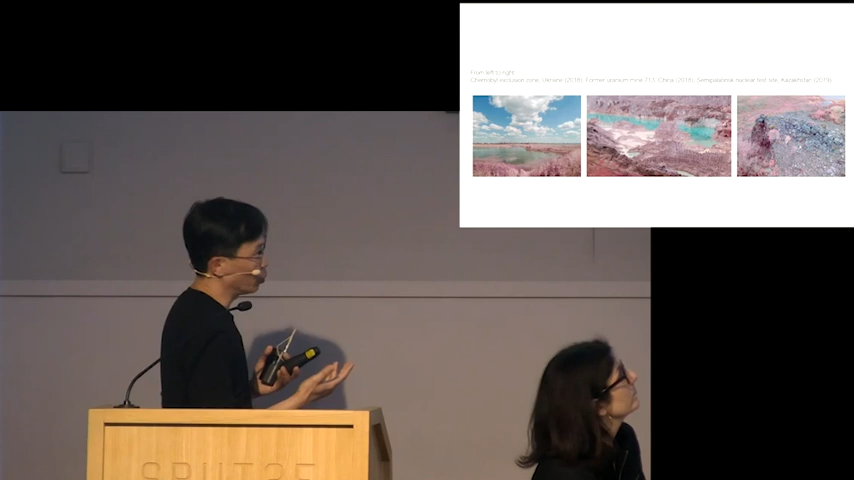 From left to right:
Chernobyl exclusion zone, Ukraine (2018), Former uranium mine 711, China (2018), Semipalatinsk nuclear test site, Kazakhstan (2019)